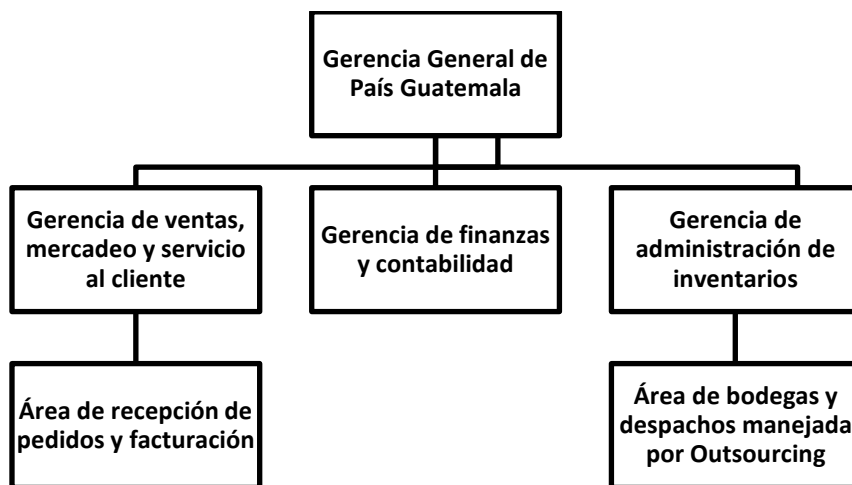 Gerencia General de
País Guatemala
Gerencia de ventas,
mercadeo y servicio
al cliente
Gerencia de finanzas
y contabilidad
Gerencia de
administración de
inventarios
Área de recepción de
pedidos y facturación
Área de bodegas y
despachos manejada
por Outsourcing